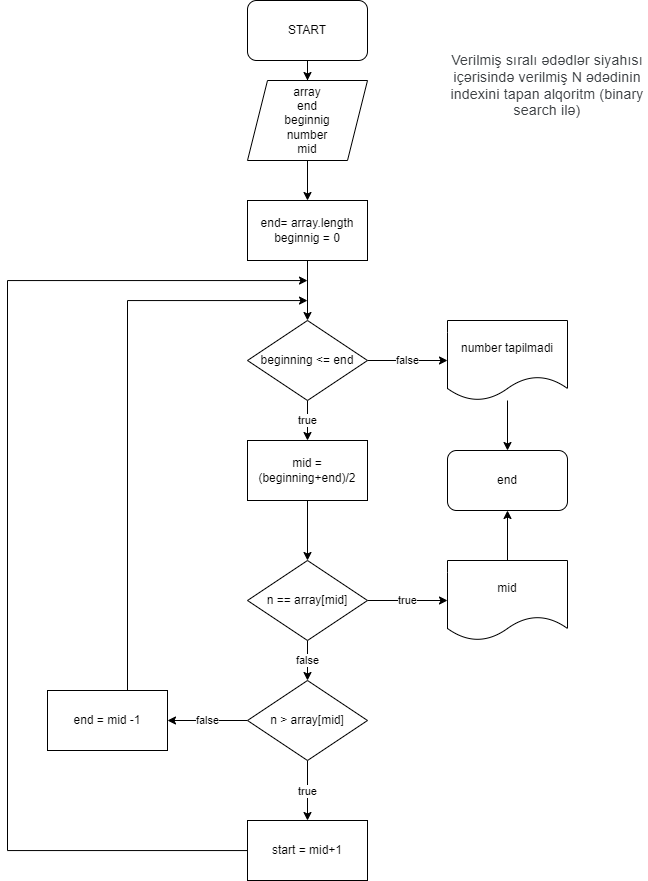 START
Verilmiş sıralı ədədlər siyahısı
içərisində verilmiş N ədədinin
indexini tapan alqoritm (binary
search ilə)
array
end
beginnig
number
mid
end= array.length
beginnig = 0
beginning <= end
false
number tapilmadi
true
mid =
(beginning+end)/2
end
n == array[mid]
true
mid
false
n > array[mid]
false
end = mid -1
true
start = mid+1